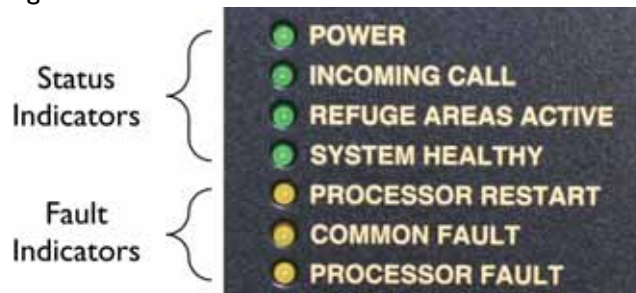 POWER
INCOMING CALL
REFUGE AREAS ACTIVE
SYSTEM HEALTHY
PROCESSOR RESTART
COMMON FAULT
PROCESSOR FAULT
Status
Indicators
Fault
Indicators